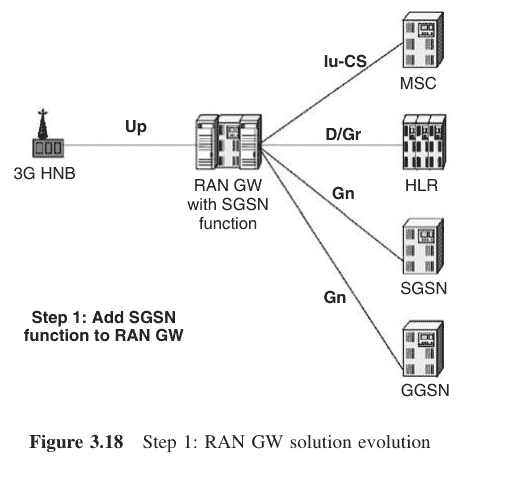 Iu-CS
MSC
Up
D/Gr
3G HNB
RAN GW
with SGSN
function
HLR
Gn
SGSN
Gn
Step 1: Add SGSN
function to RAN GW
GGSN
Figure 3.18 Step 1: RAN GW solution evolution